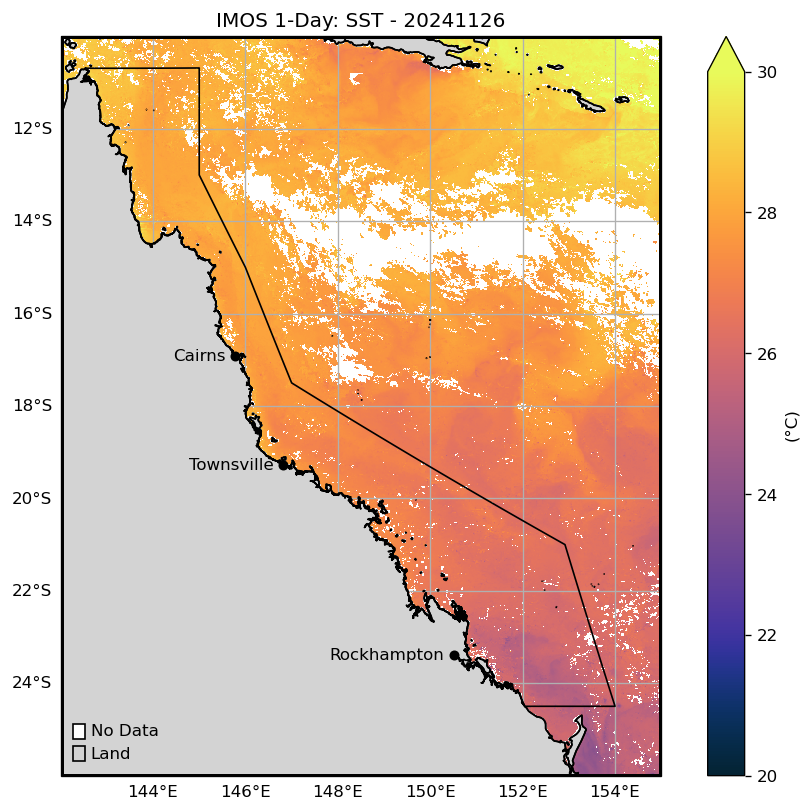 IMOS 1-Day: SST - 20241126
30
12°S
14°S
28
16°S
Cairns
26
18°S
(°C)
Townsville
20°S
24
22°S
22
Rockhampton
24°S
No Data
Land
20
144°E 146°E 148°E 150°E 152°E 154°E